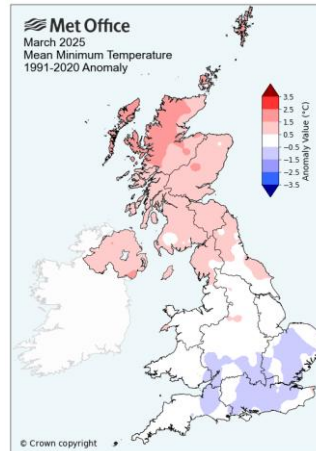 Met Office
March 2025
Mean Minimum Temperature
1991-2020 Anomaly
3.5
2.5
1.5
0.5
-0.5
-1.5
-2.5
-3.5
Anomaly Value (°C)
© Crown copyright